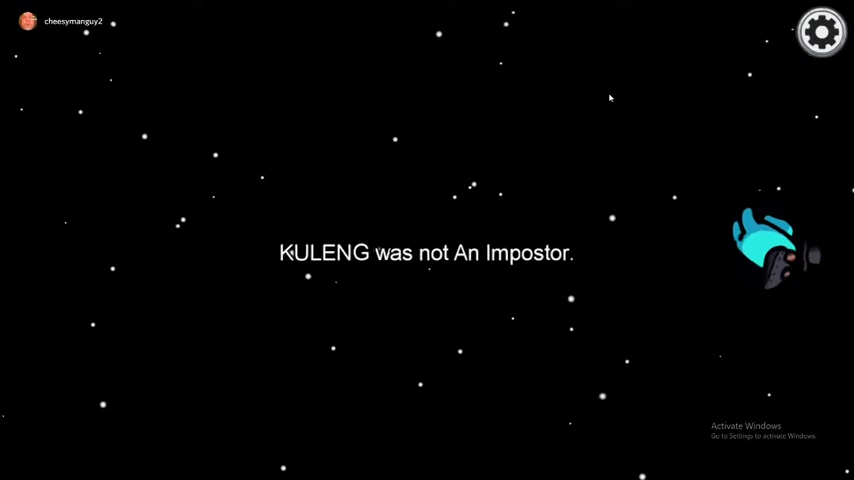 cheesymanguy2
KULENG was not An Impostor.
Activate Windows
Go to Settings to activate Windows.